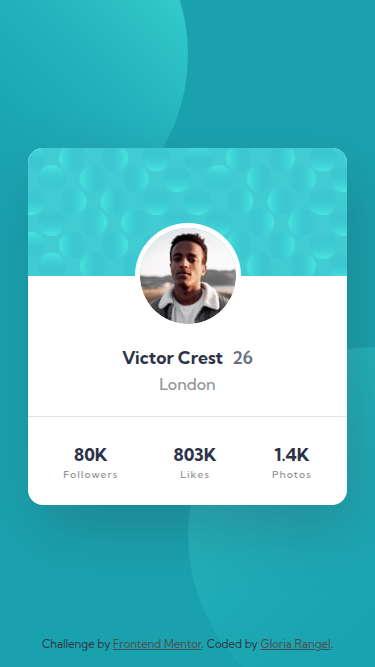 Victor Crest 26
London
80K 803K 1.4K
Followers Likes Photos
Challenge by Frontend Mentor. Coded by Gloria Rangel.